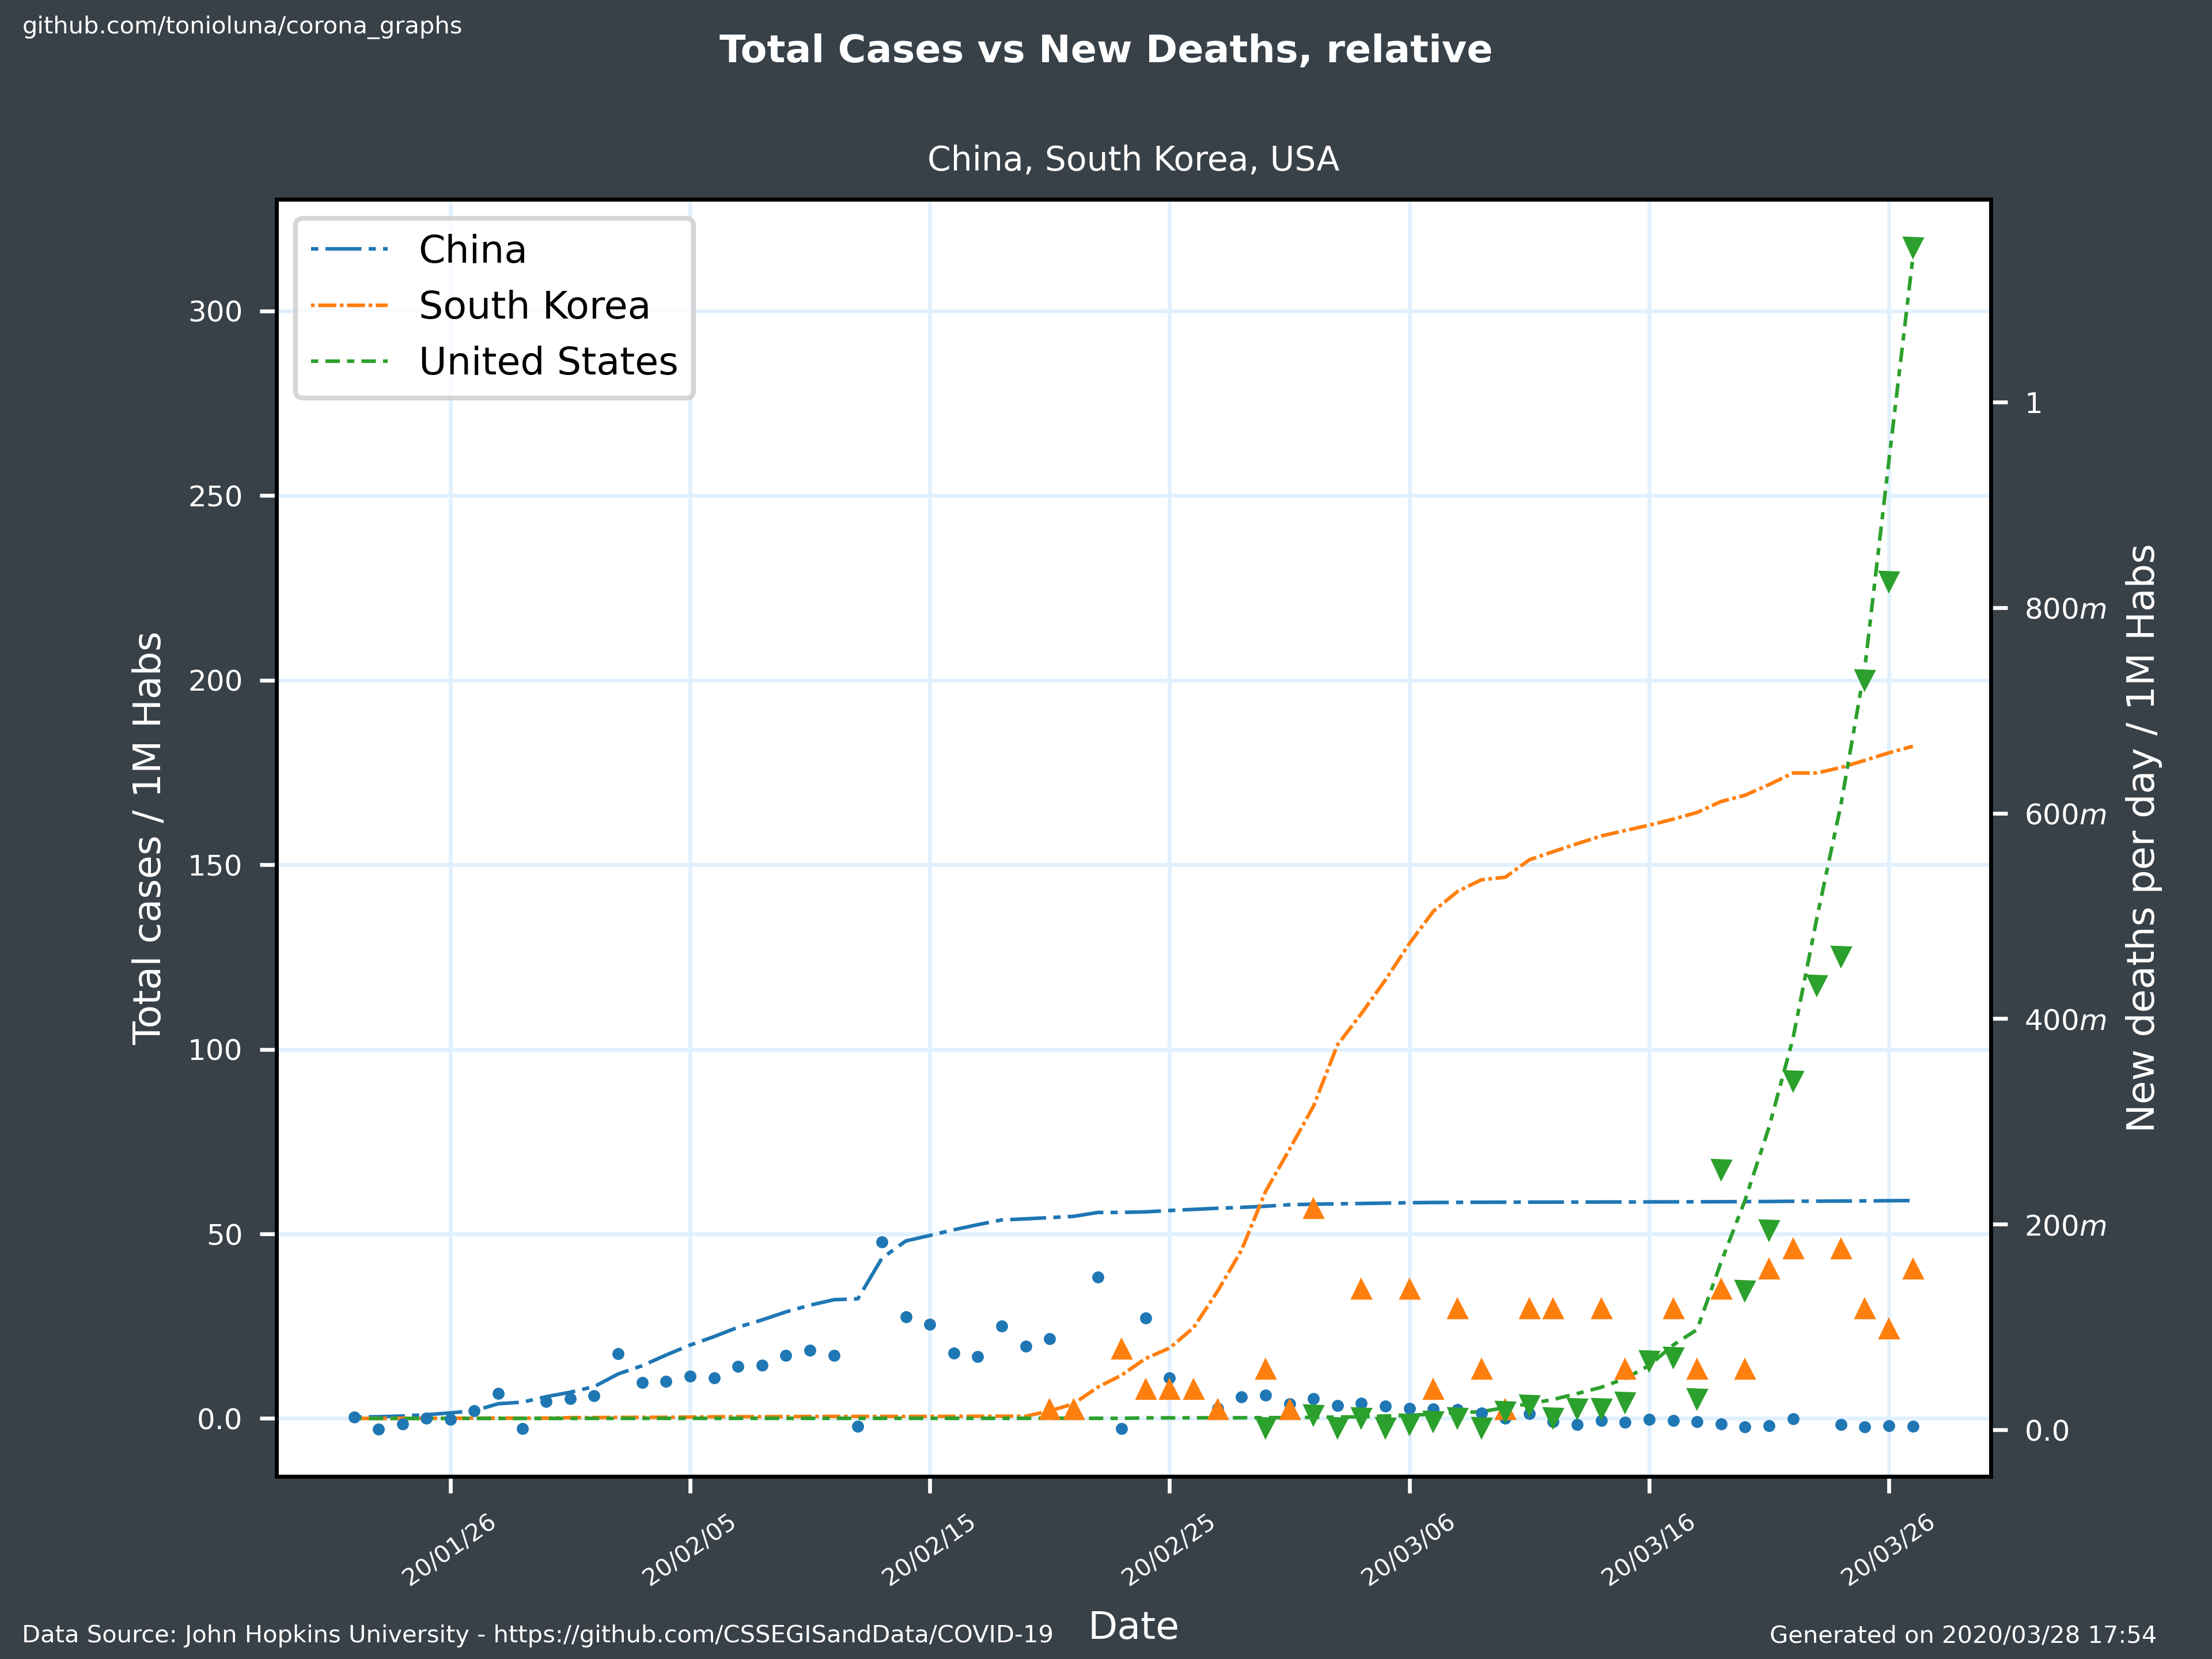 github.com/tonioluna/corona_graphs
Total Cases vs New Deaths, relative
China, South Korea, USA
China
South Korea
United States
Total cases / 1M Habs
300
250
200
150
100
50
0.0
1
800m
600m
400m
200m
0.0
New deaths per day / 1M Habs
20/01/26
20/02/05
20/02/15
20/02/25
20/03/06
20/03/16
20/03/26
Date
Data Source: John Hopkins University - https://github.com/CSSEGISandData/COVID-19
Generated on 2020/03/28 17:54